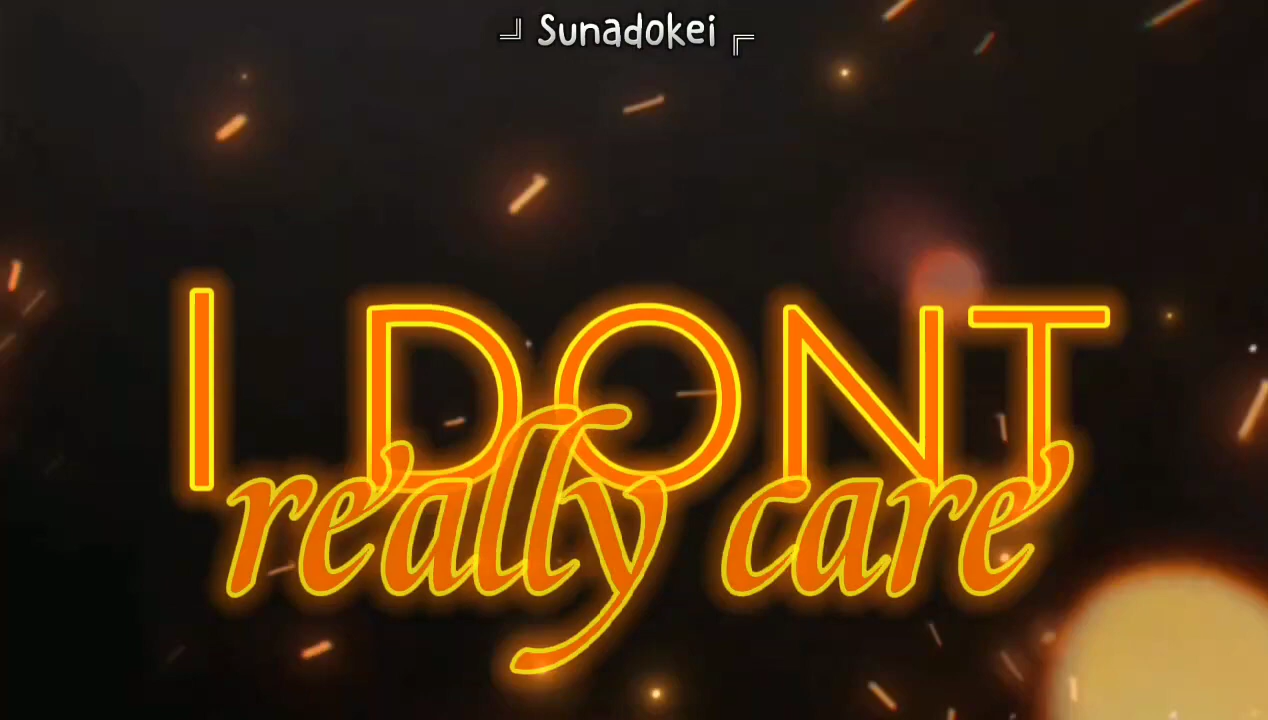 ╝ Sunadokei ╔
I DONT
really care